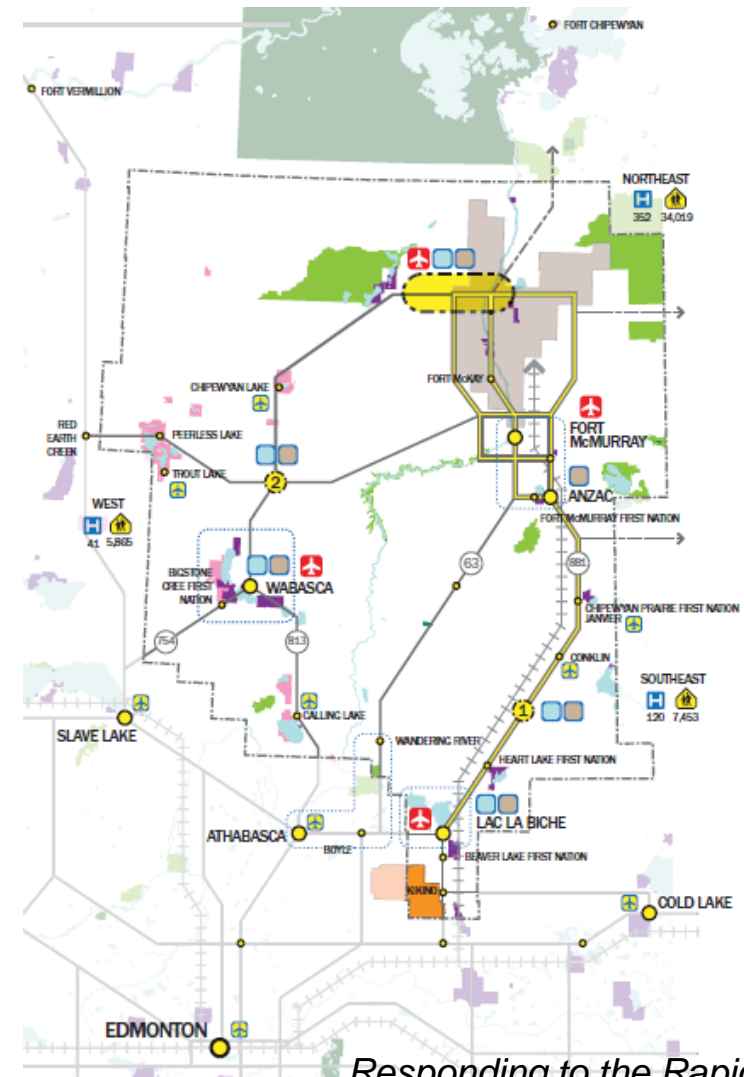 FORT CHIPEWYAN
FORT VERMILLION
NORTHEAST
H
352 34,019
FORT McKAY
CHIPEWYAN LAKE
FORT
McMURRAY
RED
EARTH
CREEK
PEERLESS LAKE
TROUT LAKE
2
ANZAC
WEST
H
41 5,865
FORT McMURRAY FIRST NATION
63
881
BIGSTONE
CREE FIRST
NATION
WABASCA
CHIPEWYAN PRAIRIE FIRST NATION
JANVIER
754
813
CONKLIN
SOUTHEAST
H
120 7,453
SLAVE LAKE
CALLING LAKE
1
WANDERING RIVER
HEART LAKE FIRST NATION
LAC LA BICHE
ATHABASCA
BOYLE
BEAVER LAKE FIRST NATION
KIKINO
COLD LAKE
EDMONTON
Responding to the Rapid